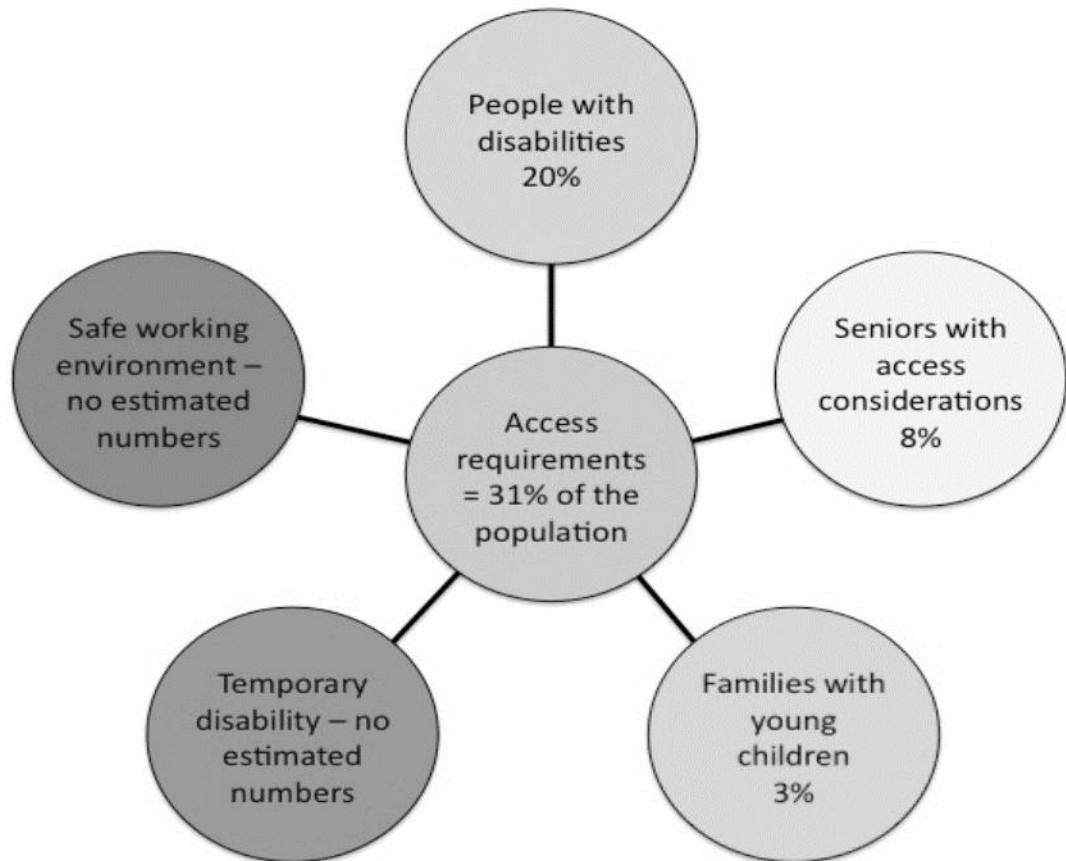 People with
disabilities
20%
Safe working
environment –
no estimated
numbers
Seniors with
access
considerations
8%
Access
requirements
= 31% of the
population
Temporary
disability – no
estimated
numbers
Families with
young
children
3%